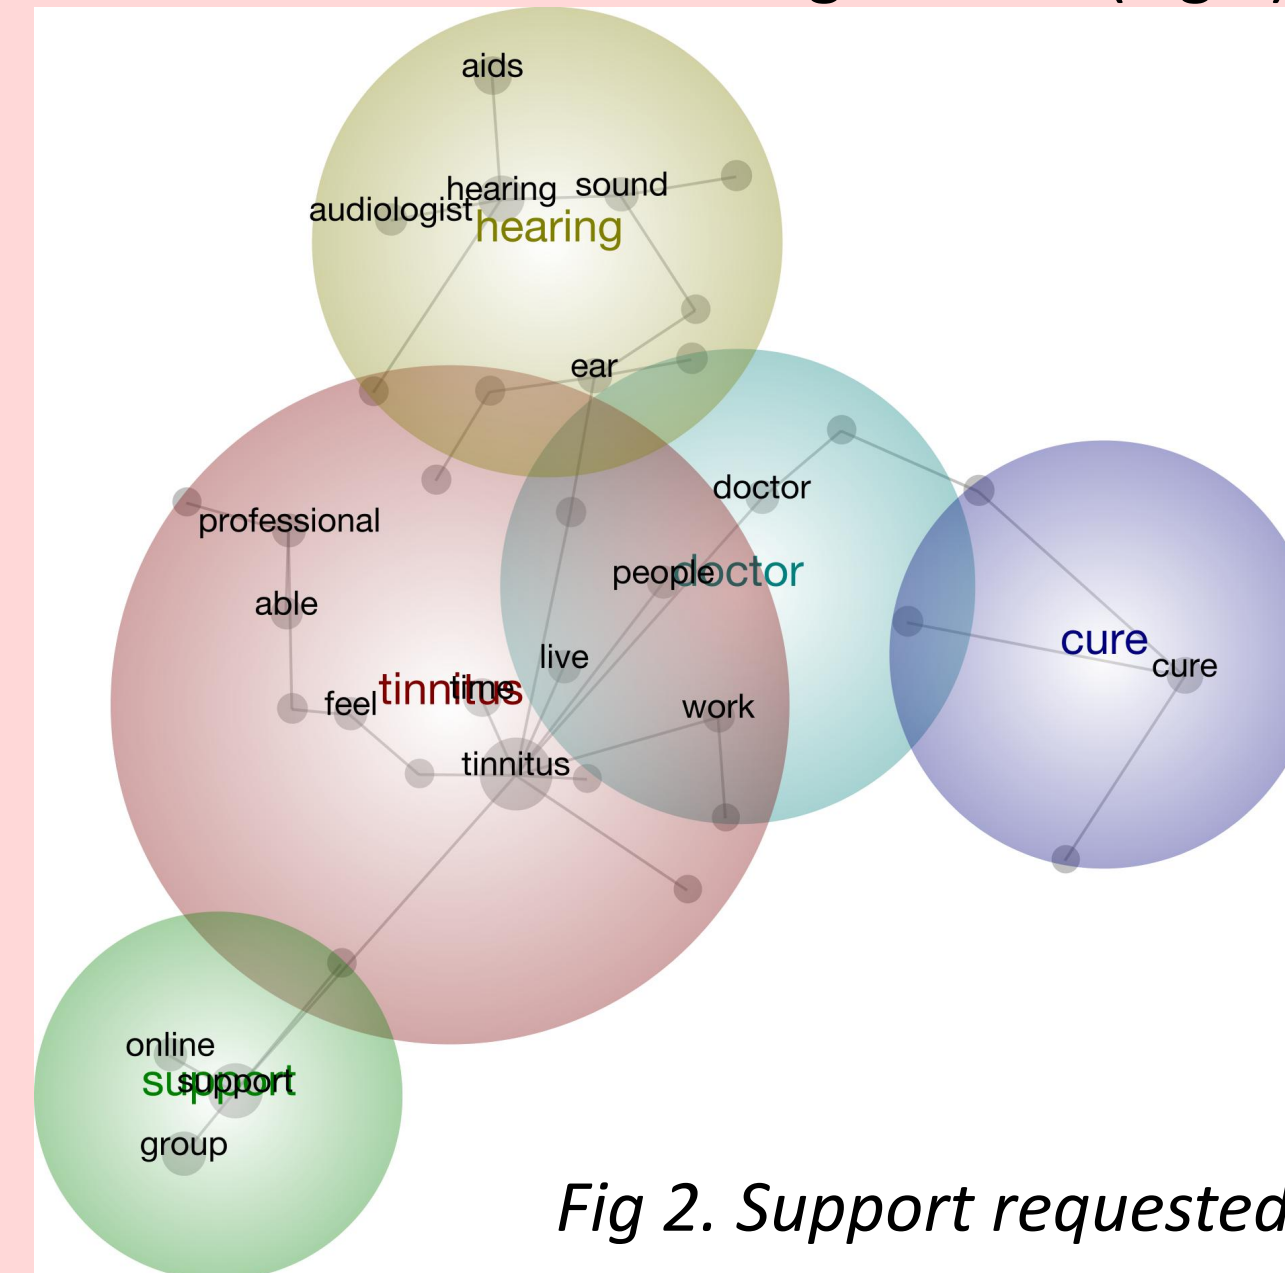 aids
hearing sound
audiologist
hearing
ear
doctor
professional
people
doctor
able
cure
live
cure
tinnitus
time
feel
work
tinnitus
online
support
support
group
Fig 2. Support requested